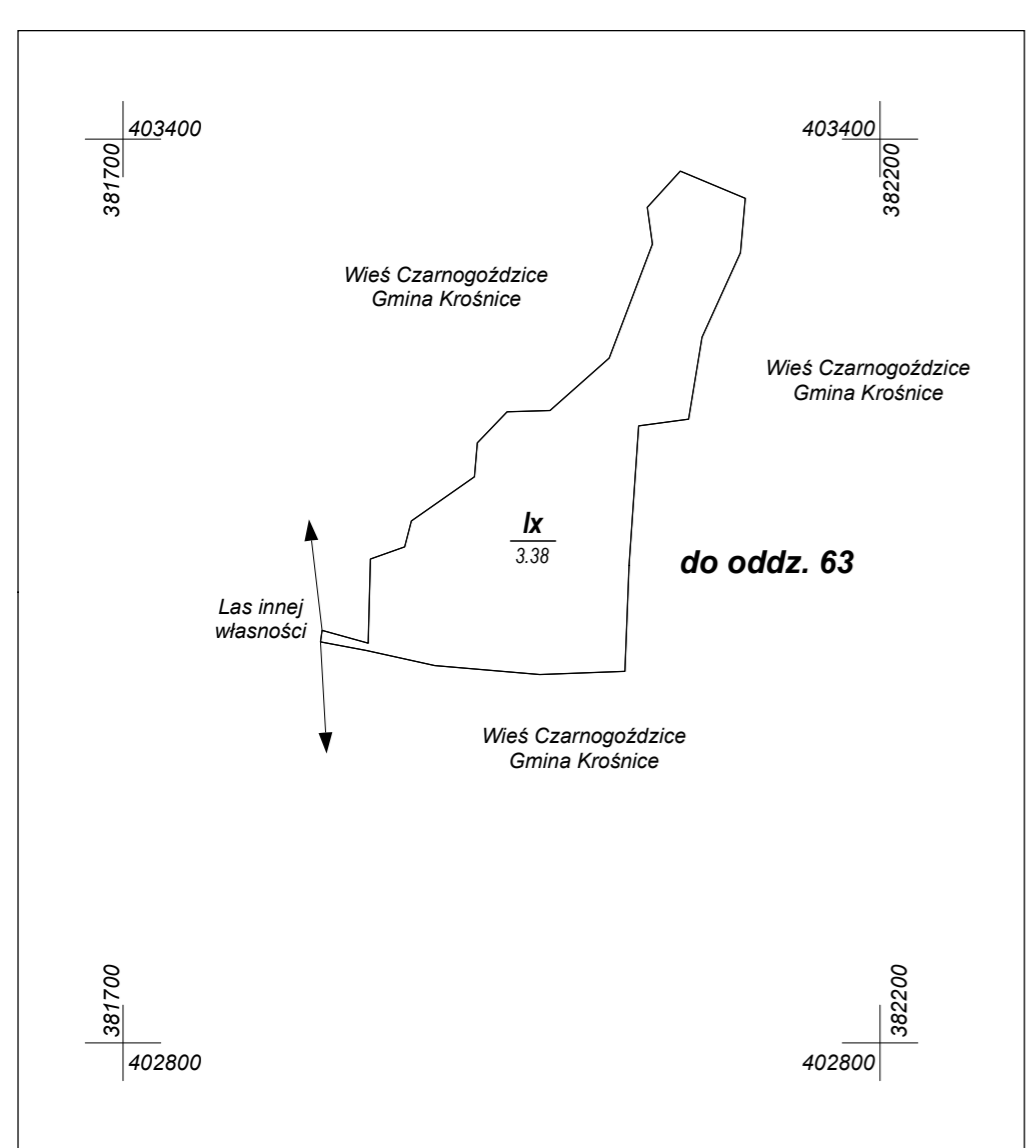 403400
381700
403400
382200
Wieś Czarnogoździce
Gmina Krośnice
Wieś Czarnogoździce
Gmina Krośnice
lx
3.38
do oddz. 63
Las innej
własności
Wieś Czarnogoździce
Gmina Krośnice
381700
402800
382200
402800